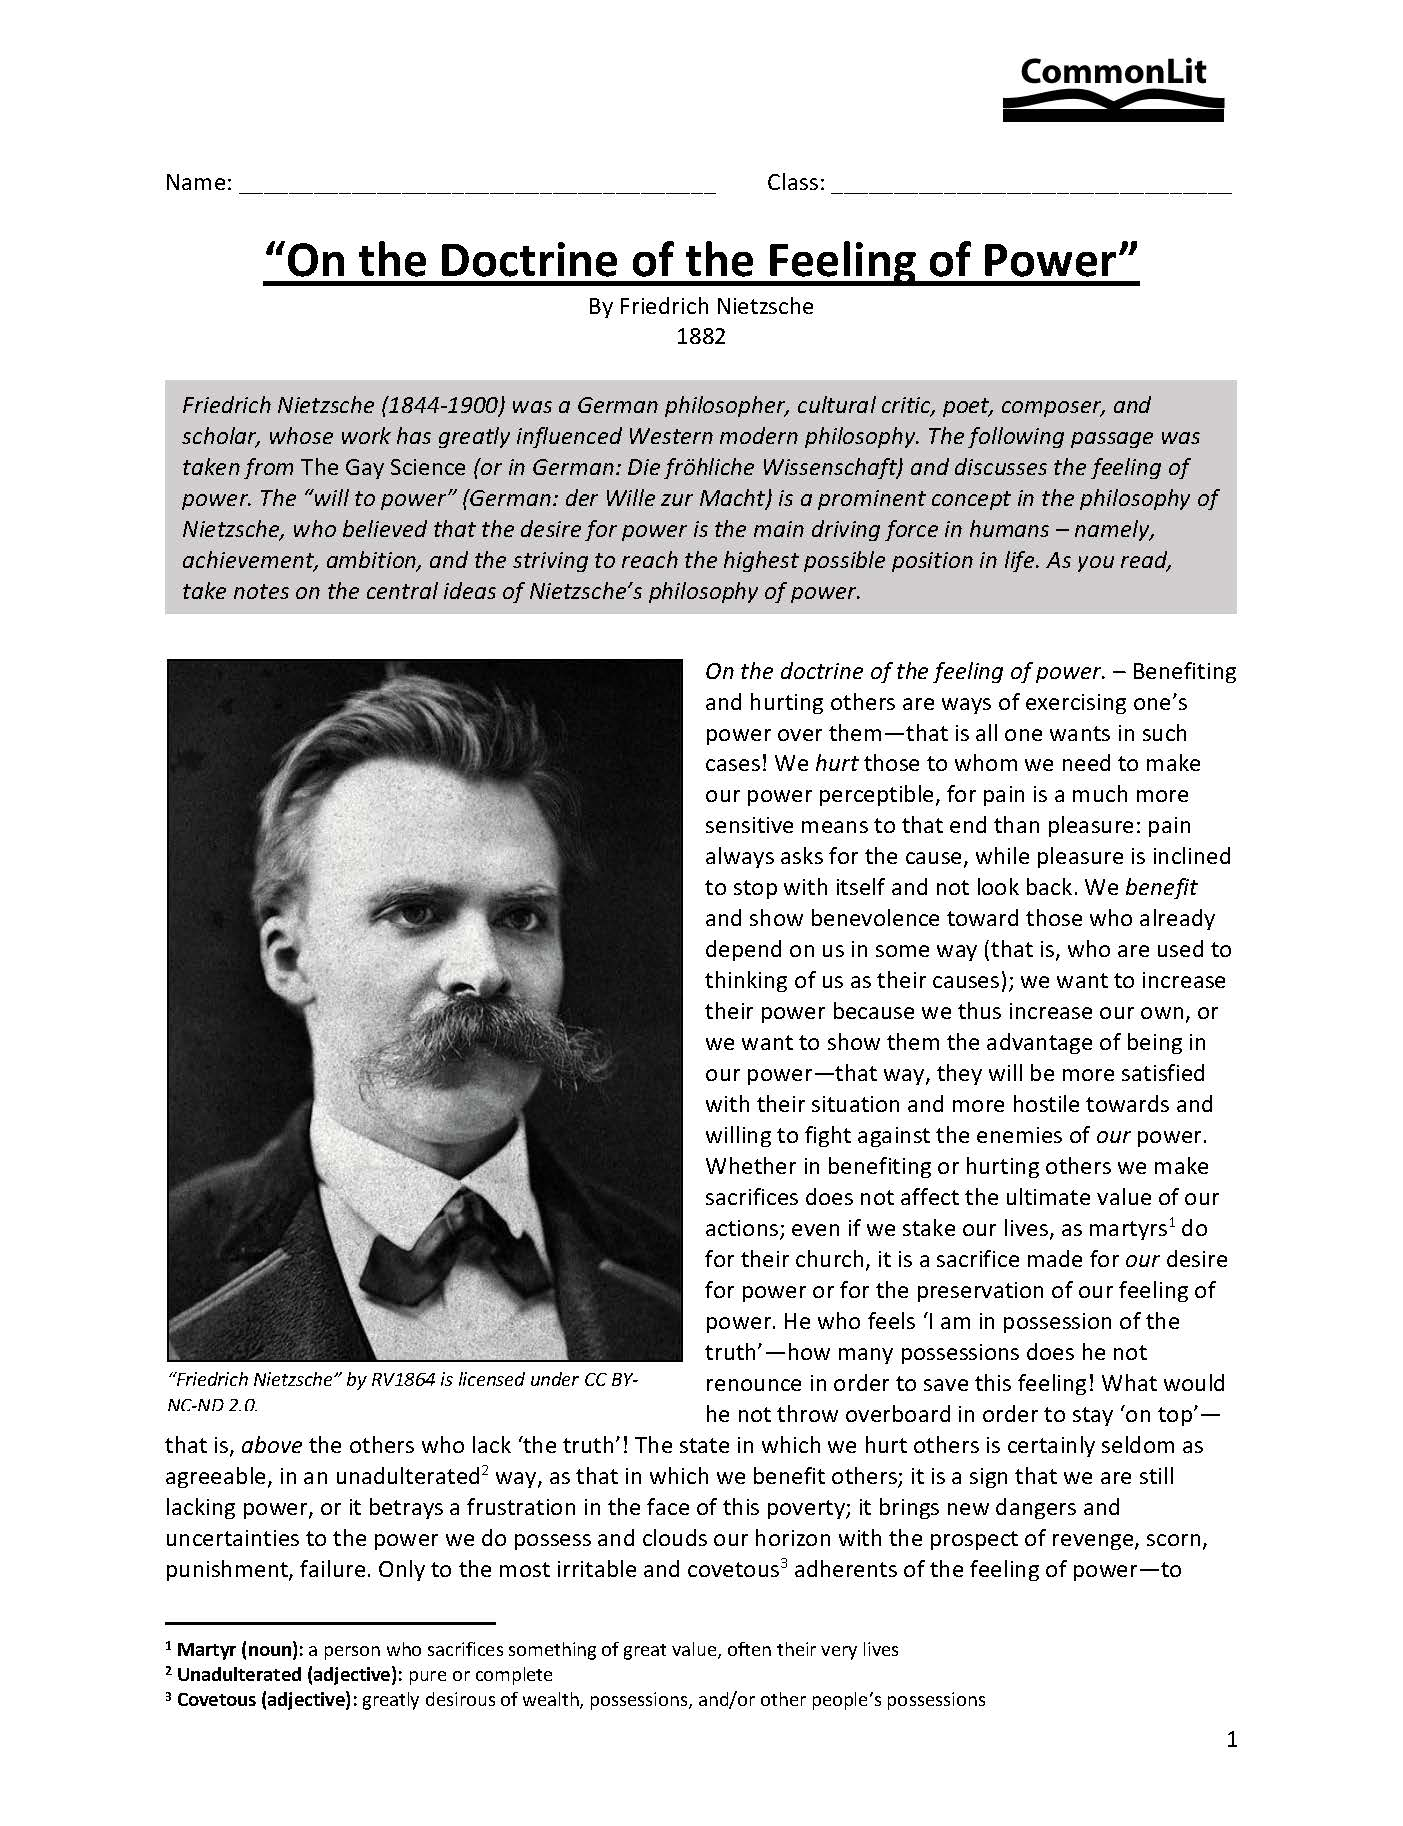 CommonLit
Name: ______________________________________ Class: ________________________________
“On the Doctrine of the Feeling of Power”
By Friedrich Nietzsche
1882
Friedrich Nietzsche (1844-1900) was a German philosopher, cultural critic, poet, composer, and
scholar, whose work has greatly influenced Western modern philosophy. The following passage was
taken from The Gay Science (or in German: Die fröhliche Wissenschaft) and discusses the feeling of
power. The “will to power” (German: der Wille zur Macht) is a prominent concept in the philosophy of
Nietzsche, who believed that the desire for power is the main driving force in humans – namely,
achievement, ambition, and the striving to reach the highest possible position in life. As you read,
take notes on the central ideas of Nietzsche’s philosophy of power.
On the doctrine of the feeling of power. – Benefiting
and hurting others are ways of exercising one’s
power over them—that is all one wants in such
cases! We hurt those to whom we need to make
our power perceptible, for pain is a much more
sensitive means to that end than pleasure: pain
always asks for the cause, while pleasure is inclined
to stop with itself and not look back. We benefit
and show benevolence toward those who already
depend on us in some way (that is, who are used to
thinking of us as their causes); we want to increase
their power because we thus increase our own, or
we want to show them the advantage of being in
our power—that way, they will be more satisfied
with their situation and more hostile towards and
willing to fight against the enemies of our power.
Whether in benefiting or hurting others we make
sacrifices does not affect the ultimate value of our
actions; even if we stake our lives, as martyrs¹ do
for their church, it is a sacrifice made for our desire
for power or for the preservation of our feeling of
power. He who feels ‘I am in possession of the
truth’—how many possessions does he not
renounce in order to save this feeling! What would
he not throw overboard in order to stay ‘on top’—
“Friedrich Nietzsche” by RV1864 is licensed under CC BY-
NC-ND 2.0.
that is, above the others who lack ‘the truth’! The state in which we hurt others is certainly seldom as
agreeable, in an unadulterated² way, as that in which we benefit others; it is a sign that we are still
lacking power, or it betrays a frustration in the face of this poverty; it brings new dangers and
uncertainties to the power we do possess and clouds our horizon with the prospect of revenge, scorn,
punishment, failure. Only to the most irritable and covetous³ adherents of the feeling of power—to
¹ Martyr (noun): a person who sacrifices something of great value, often their very lives
² Unadulterated (adjective): pure or complete
³ Covetous (adjective): greatly desirous of wealth, possessions, and/or other people’s possessions
1